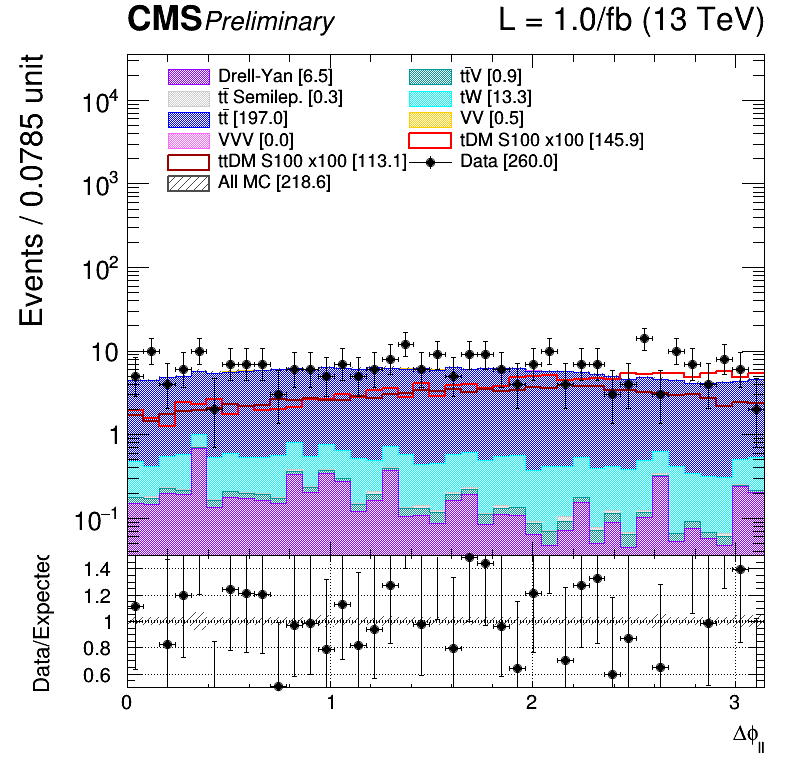 CMS Preliminary L = 1.0/fb (13 TeV)
Events / 0.0785 unit
Drell-Yan [6.5] tt̄V [0.9]
tt̄ Semilep. [0.3] tW [13.3]
tt̄ [197.0] VV [0.5]
VVV [0.0] tDM S100 x100 [145.9]
ttDM S100 x100 [113.1] Data [260.0]
All MC [218.6]
10⁴
10³
10²
10
1
10⁻¹
Data/Expected
1.4
1.2
1
0.8
0.6
0 1 2 3
Δϕ_ll